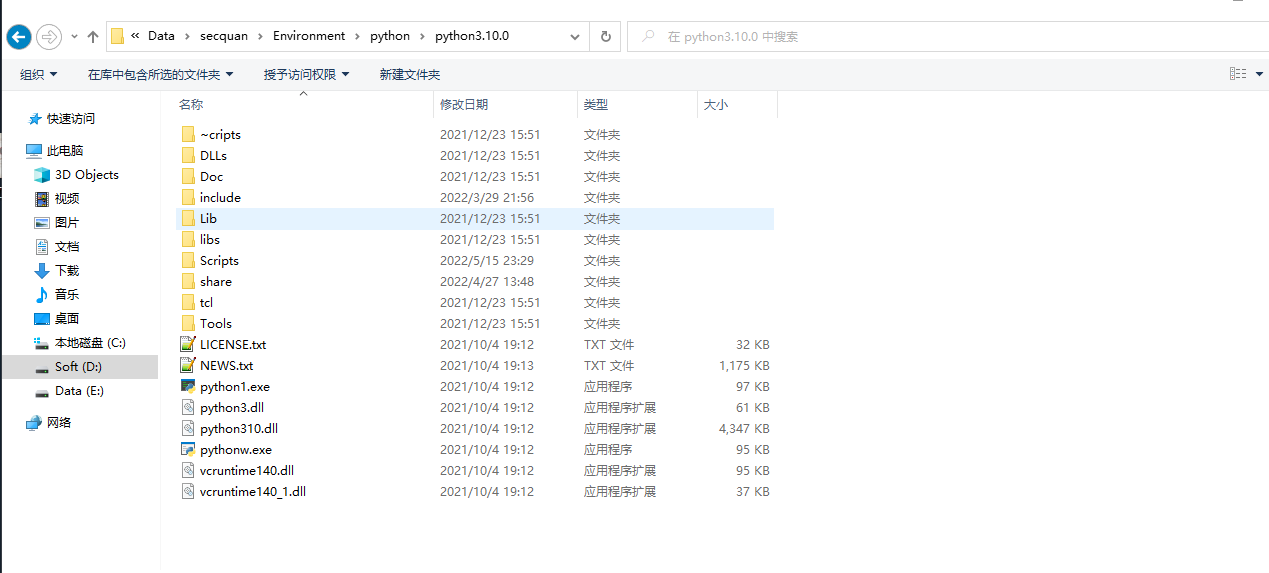 « Data › secquan › Environment › python › python3.10.0
在 python3.10.0 中搜索
组织 在库中包含所选的文件夹 授予访问权限 新建文件夹
名称 修改日期 类型 大小
快速访问
此电脑
3D Objects
视频
图片
文档
下载
音乐
桌面
本地磁盘 (C:)
Soft (D:)
Data (E:)
网络
~cripts 2021/12/23 15:51 文件夹
DLLs 2021/12/23 15:51 文件夹
Doc 2021/12/23 15:51 文件夹
include 2022/3/29 21:56 文件夹
Lib 2021/12/23 15:51 文件夹
libs 2021/12/23 15:51 文件夹
Scripts 2022/5/15 23:29 文件夹
share 2022/4/27 13:48 文件夹
tcl 2021/12/23 15:51 文件夹
Tools 2021/12/23 15:51 文件夹
LICENSE.txt 2021/10/4 19:12 TXT 文件 32 KB
NEWS.txt 2021/10/4 19:13 TXT 文件 1,175 KB
python1.exe 2021/10/4 19:12 应用程序 97 KB
python3.dll 2021/10/4 19:12 应用程序扩展 61 KB
python310.dll 2021/10/4 19:12 应用程序扩展 4,347 KB
pythonw.exe 2021/10/4 19:12 应用程序 95 KB
vcruntime140.dll 2021/10/4 19:12 应用程序扩展 95 KB
vcruntime140_1.dll 2021/10/4 19:12 应用程序扩展 37 KB